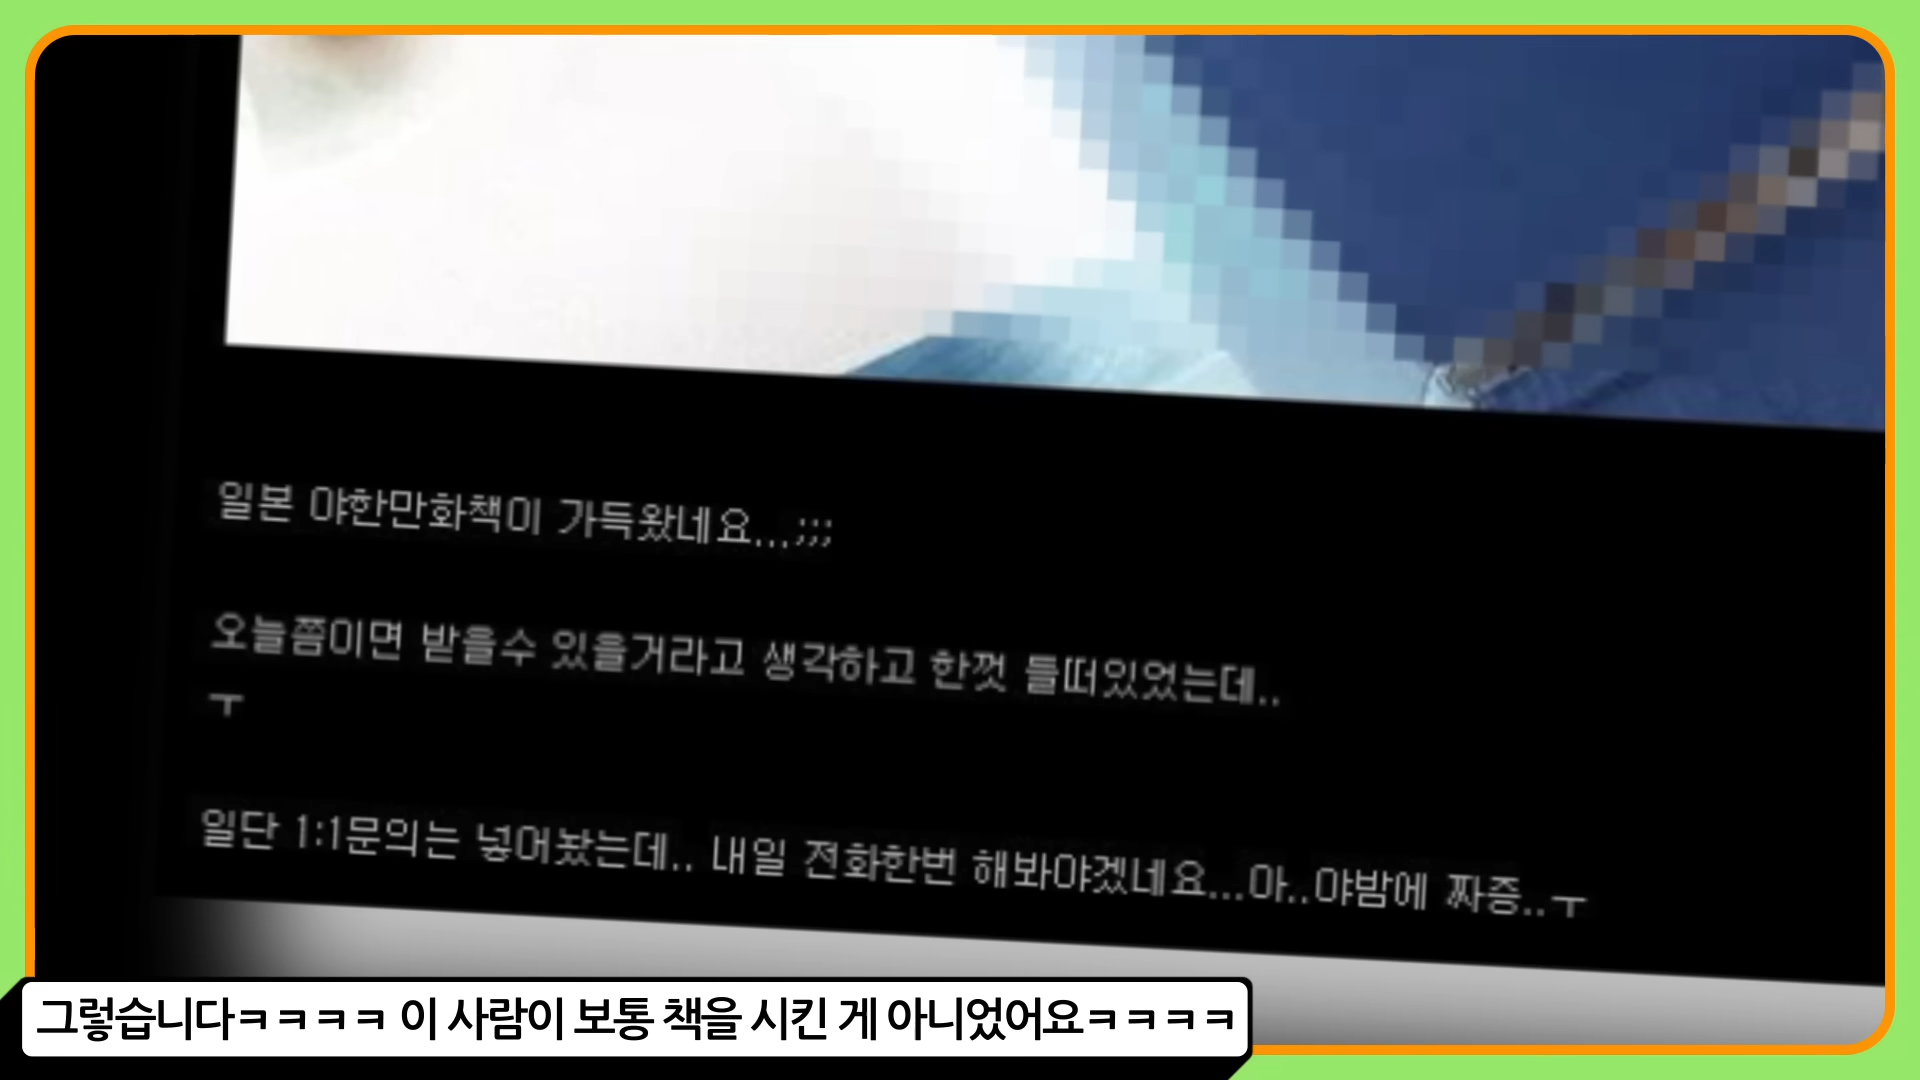 일본 야한만화책이 가득왔네요...;;;
오늘쯤이면 받을수 있을거라고 생각하고 한껏 들떠있었는데..
ㅜ
일단 1:1문의는 넣어놨는데.. 내일 전화한번 해봐야겠네요...아..야밤에 짜증..ㅜ
그렇습니다ㅋㅋㅋㅋ 이 사람이 보통 책을 시킨 게 아니었어요ㅋㅋㅋㅋ